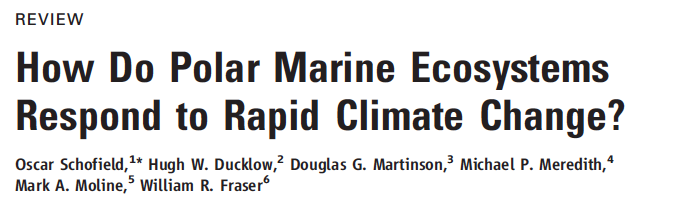 REVIEW
How Do Polar Marine Ecosystems
Respond to Rapid Climate Change?
Oscar Schofield,¹* Hugh W. Ducklow,² Douglas G. Martinson,³ Michael P. Meredith,⁴
Mark A. Moline,⁵ William R. Fraser⁶